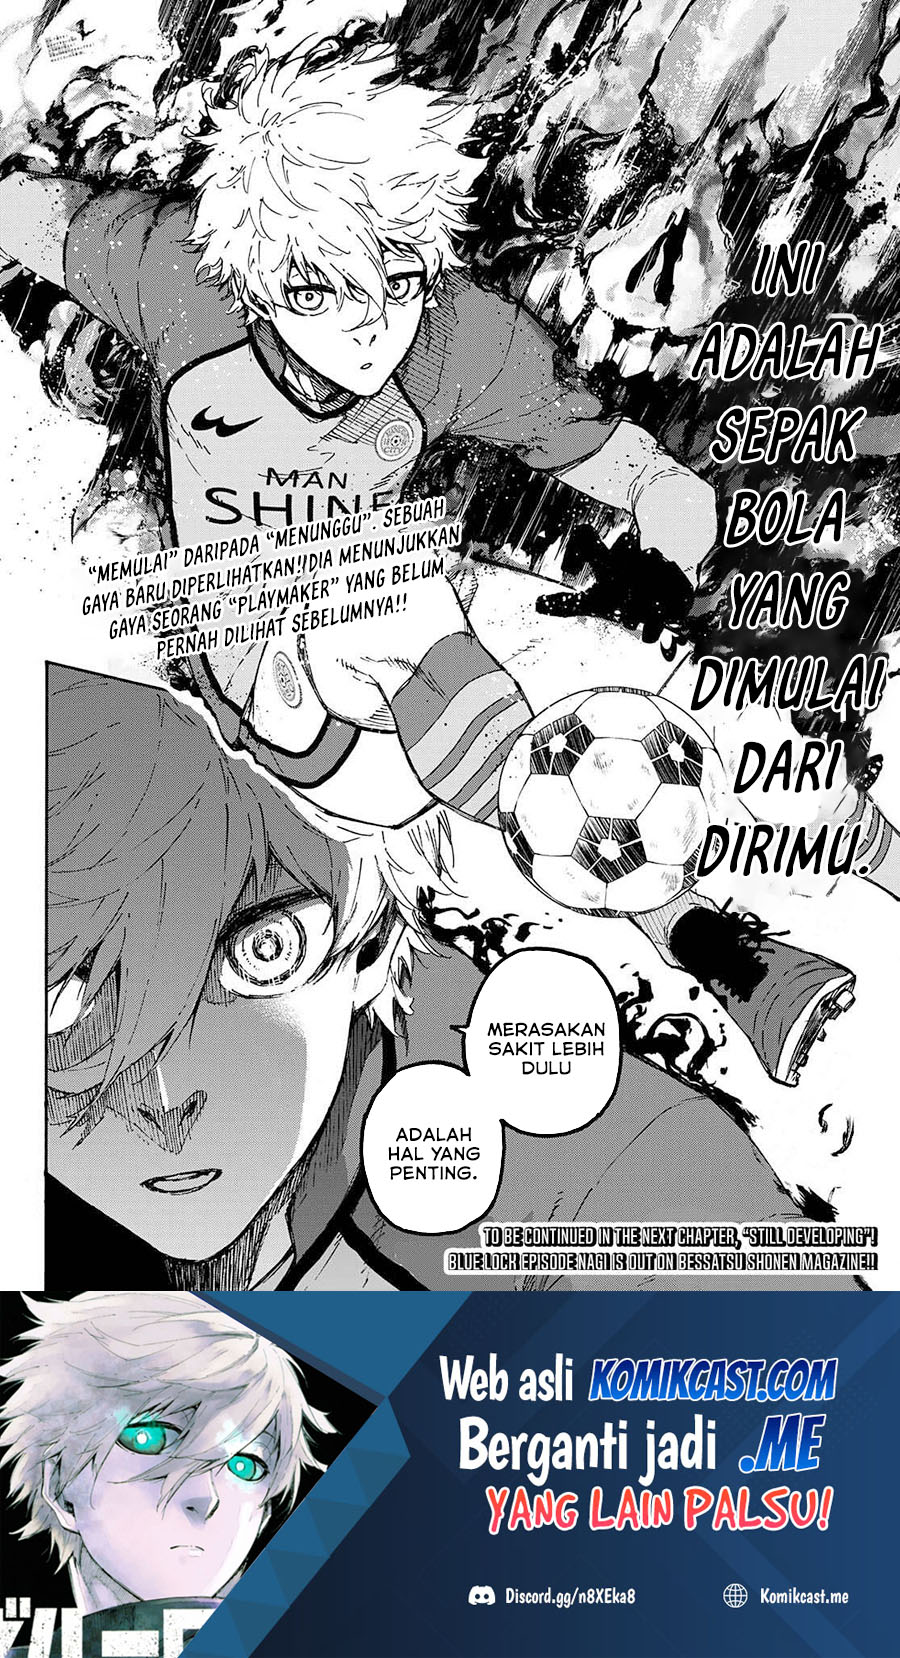 INI
ADALAH
SEPAK
BOLA
YANG
DIMULAI
DARI
DIRIMU.
MAN
SHINE
"MEMULAI" DARIPADA "MENUNGGU". SEBUAH
GAYA BARU DIPERLIHATKAN! DIA MENUNJUKKAN
GAYA SEORANG "PLAYMAKER" YANG BELUM
PERNAH DILIHAT SEBELUMNYA!!
MERASAKAN
SAKIT LEBIH
DULU
ADALAH
HAL YANG
PENTING.
TO BE CONTINUED IN THE NEXT CHAPTER, "STILL DEVELOPING"!
BLUE LOCK EPISODE NAGI IS OUT ON BESSATSU SHONEN MAGAZINE!!
Web asli KOMIKCAST.COM
Berganti jadi .ME
YANG LAIN PALSU!
Discord.gg/n8XEka8
Komikcast.me